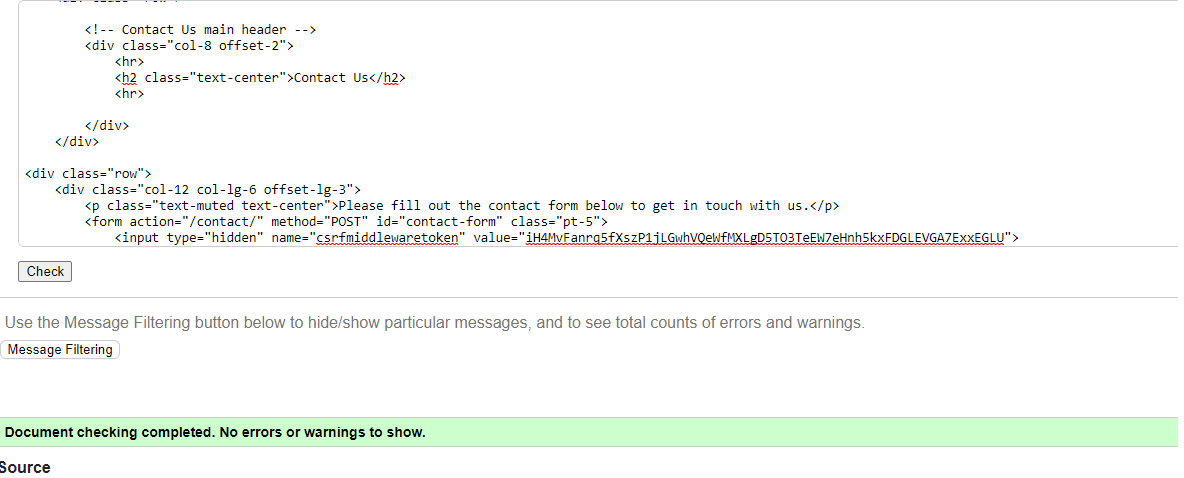 <!-- Contact Us main header -->
<div class="col-8 offset-2">
<hr>
<h2 class="text-center">Contact Us</h2>
<hr>
</div>
</div>
<div class="row">
<div class="col-12 col-lg-6 offset-lg-3">
<p class="text-muted text-center">Please fill out the contact form below to get in touch with us.</p>
<form action="/contact/" method="POST" id="contact-form" class="pt-5">
<input type="hidden" name="csrfmiddlewaretoken" value="iH4MvFanrq5fXszP1jLGwhVQeWfMXLgD5TO3TeEW7eHnh5kxFDGLEVGA7ExxEGLU">
Check
Use the Message Filtering button below to hide/show particular messages, and to see total counts of errors and warnings.
Message Filtering
Document checking completed. No errors or warnings to show.
Source